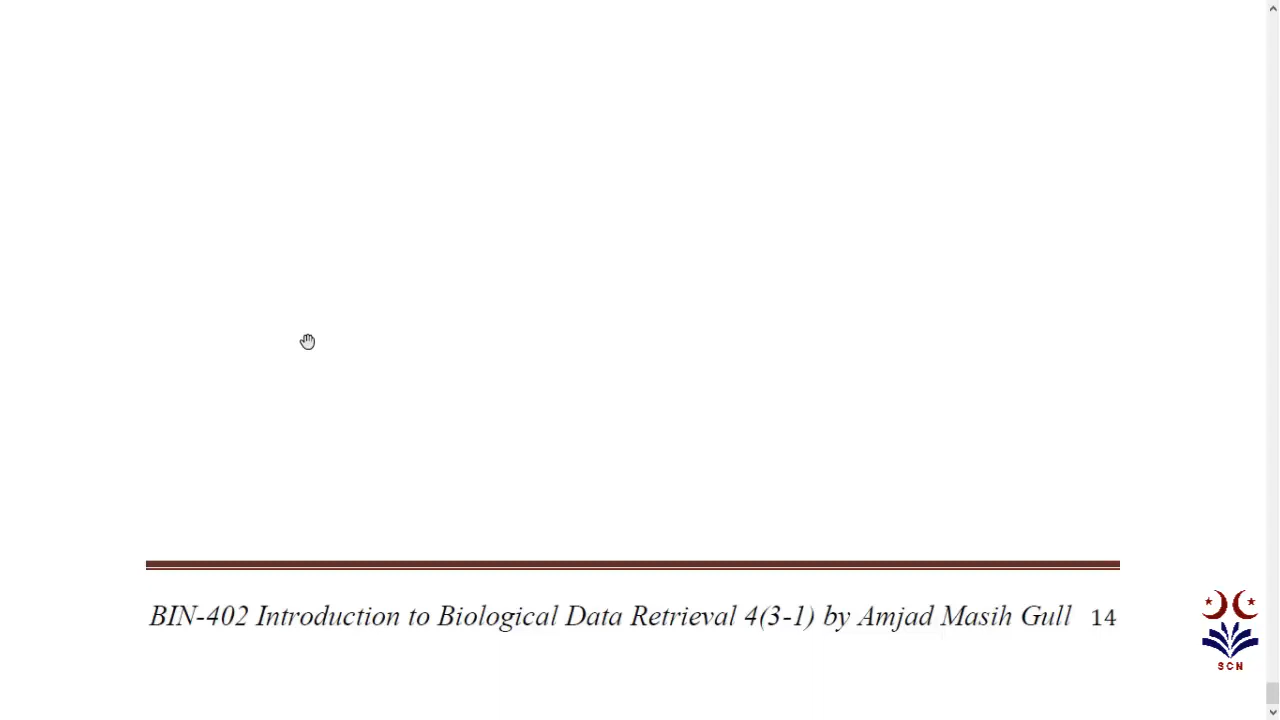 BIN-402 Introduction to Biological Data Retrieval 4(3-1) by Amjad Masih Gull 14
SCN